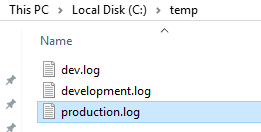 This PC > Local Disk (C:) > temp
Name
dev.log
development.log
production.log